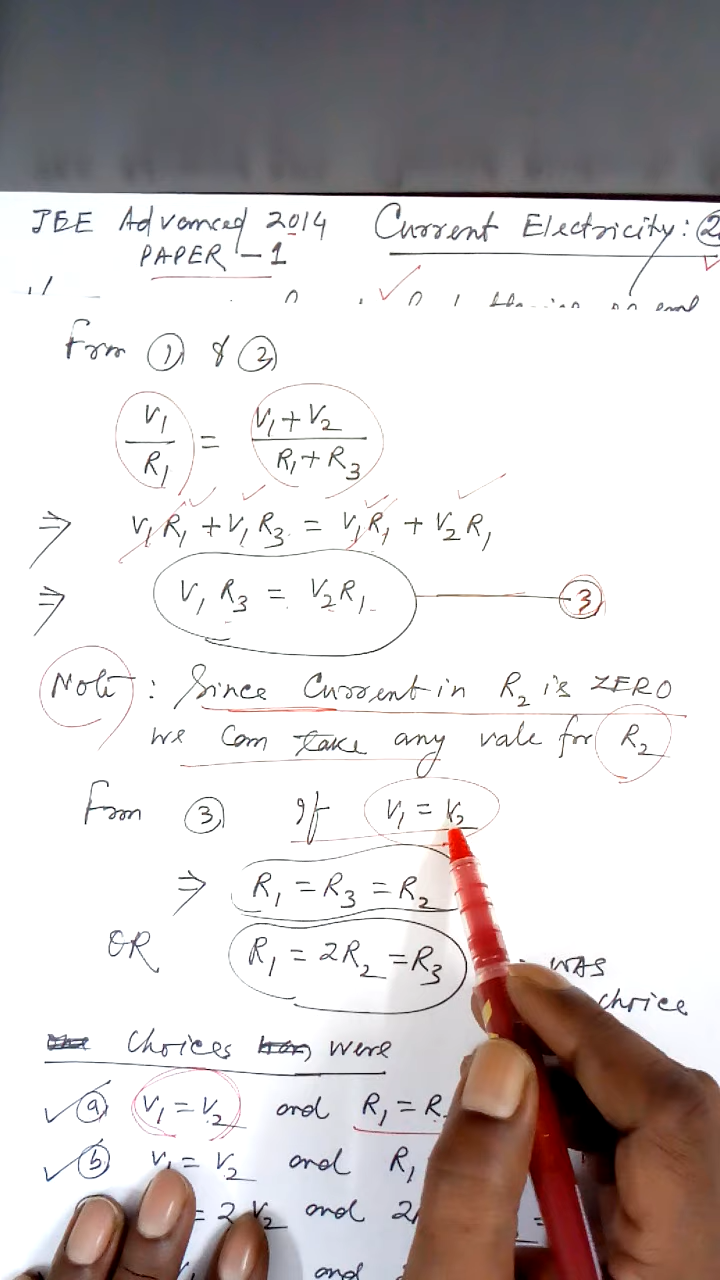 JEE Advanced 2014 Current Electricity: 2
PAPER - 1
From ① & ②
V₁/R₁ = (V₁+V₂)/(R₁+R₃)
⇒ V₁R₁ + V₁R₃ = V₁R₁ + V₂R₁
⇒ V₁R₃ = V₂R₁ ③
Note: Since Current in R₂ is ZERO
we can take any vale for R₂
From ③ If V₁ = V₂
⇒ R₁ = R₃ = R₂
OR R₁ = 2R₂ = R₃ WAS
choice
Choices were
✓ⓐ V₁ = V₂ and R₁ = R
✓ⓑ V₁ = V₂ and R₁
= 2V₂ and 2 =
and